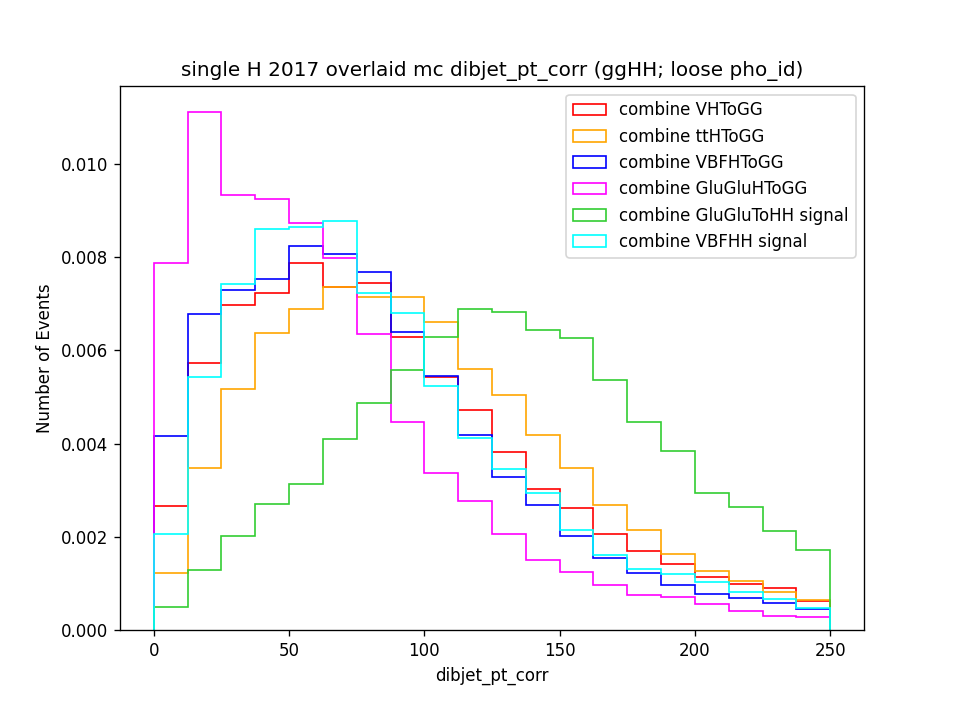 single H 2017 overlaid mc dibjet_pt_corr (ggHH; loose pho_id)
combine VHToGG
combine ttHToGG
combine VBFHToGG
combine GluGluHToGG
combine GluGluToHH signal
combine VBFHH signal
Number of Events
0.010
0.008
0.006
0.004
0.002
0.000
0 50 100 150 200 250
dibjet_pt_corr